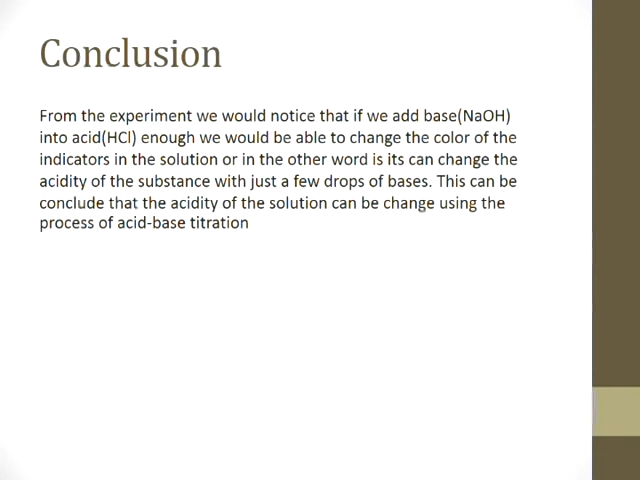 Conclusion
From the experiment we would notice that if we add base(NaOH)
into acid(HCl) enough we would be able to change the color of the
indicators in the solution or in the other word is its can change the
acidity of the substance with just a few drops of bases. This can be
conclude that the acidity of the solution can be change using the
process of acid-base titration